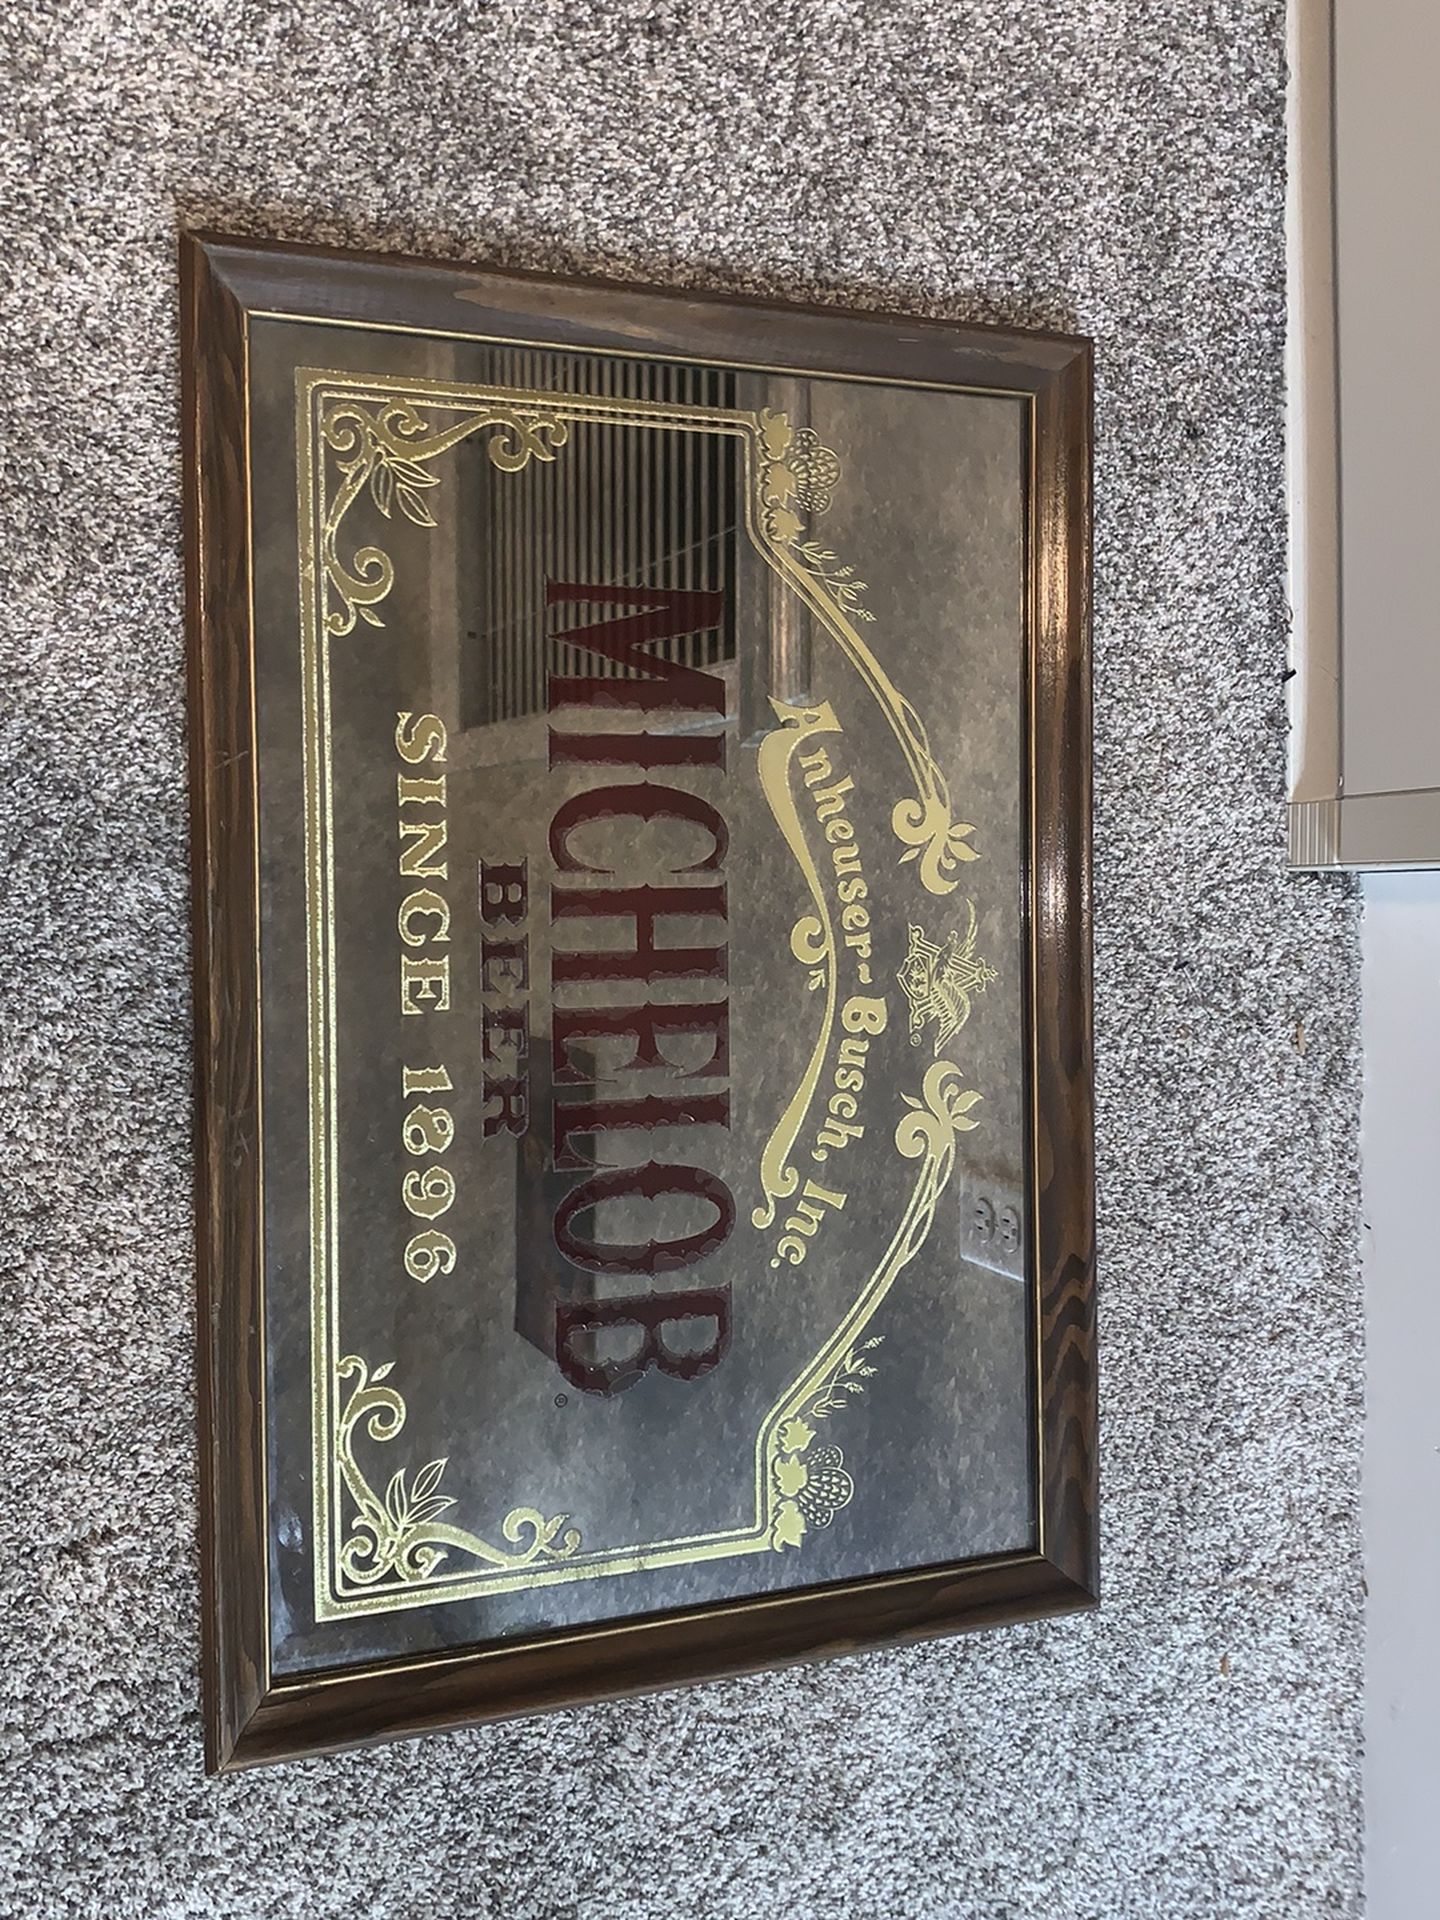 Anheuser-Busch, Inc.
MICHELOB®
BEER
SINCE 1896